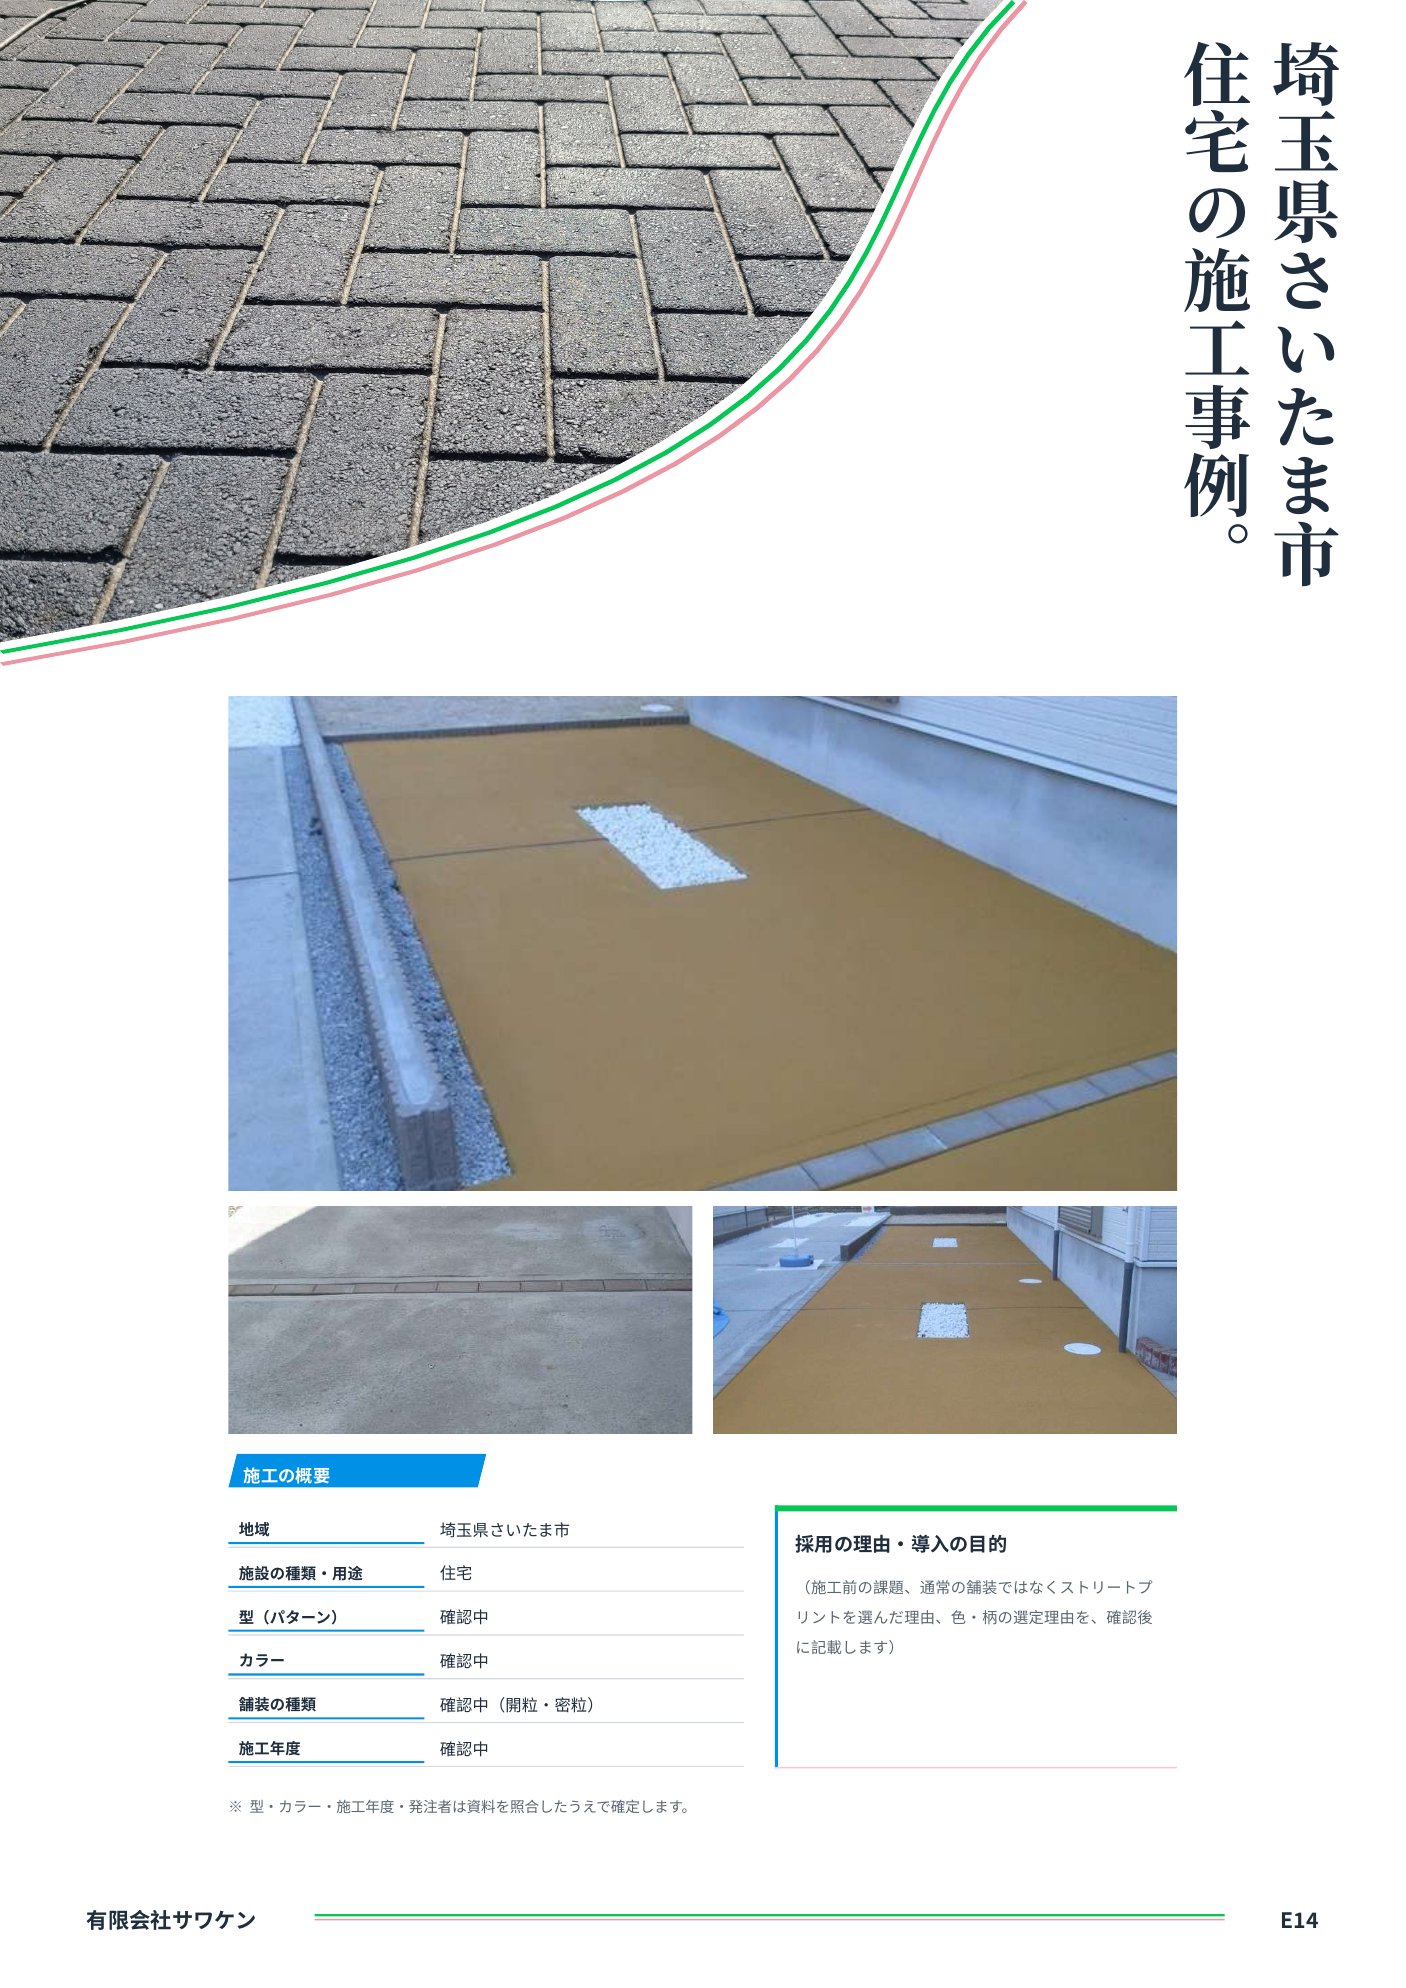 埼玉県さいたま市
住宅の施工事例。
施工の概要
地域 埼玉県さいたま市
施設の種類・用途 住宅
型（パターン） 確認中
カラー 確認中
舗装の種類 確認中（開粒・密粒）
施工年度 確認中
採用の理由・導入の目的
（施工前の課題、通常の舗装ではなくストリートプ
リントを選んだ理由、色・柄の選定理由を、確認後
に記載します）
※ 型・カラー・施工年度・発注者は資料を照合したうえで確定します。
有限会社サワケン
E14